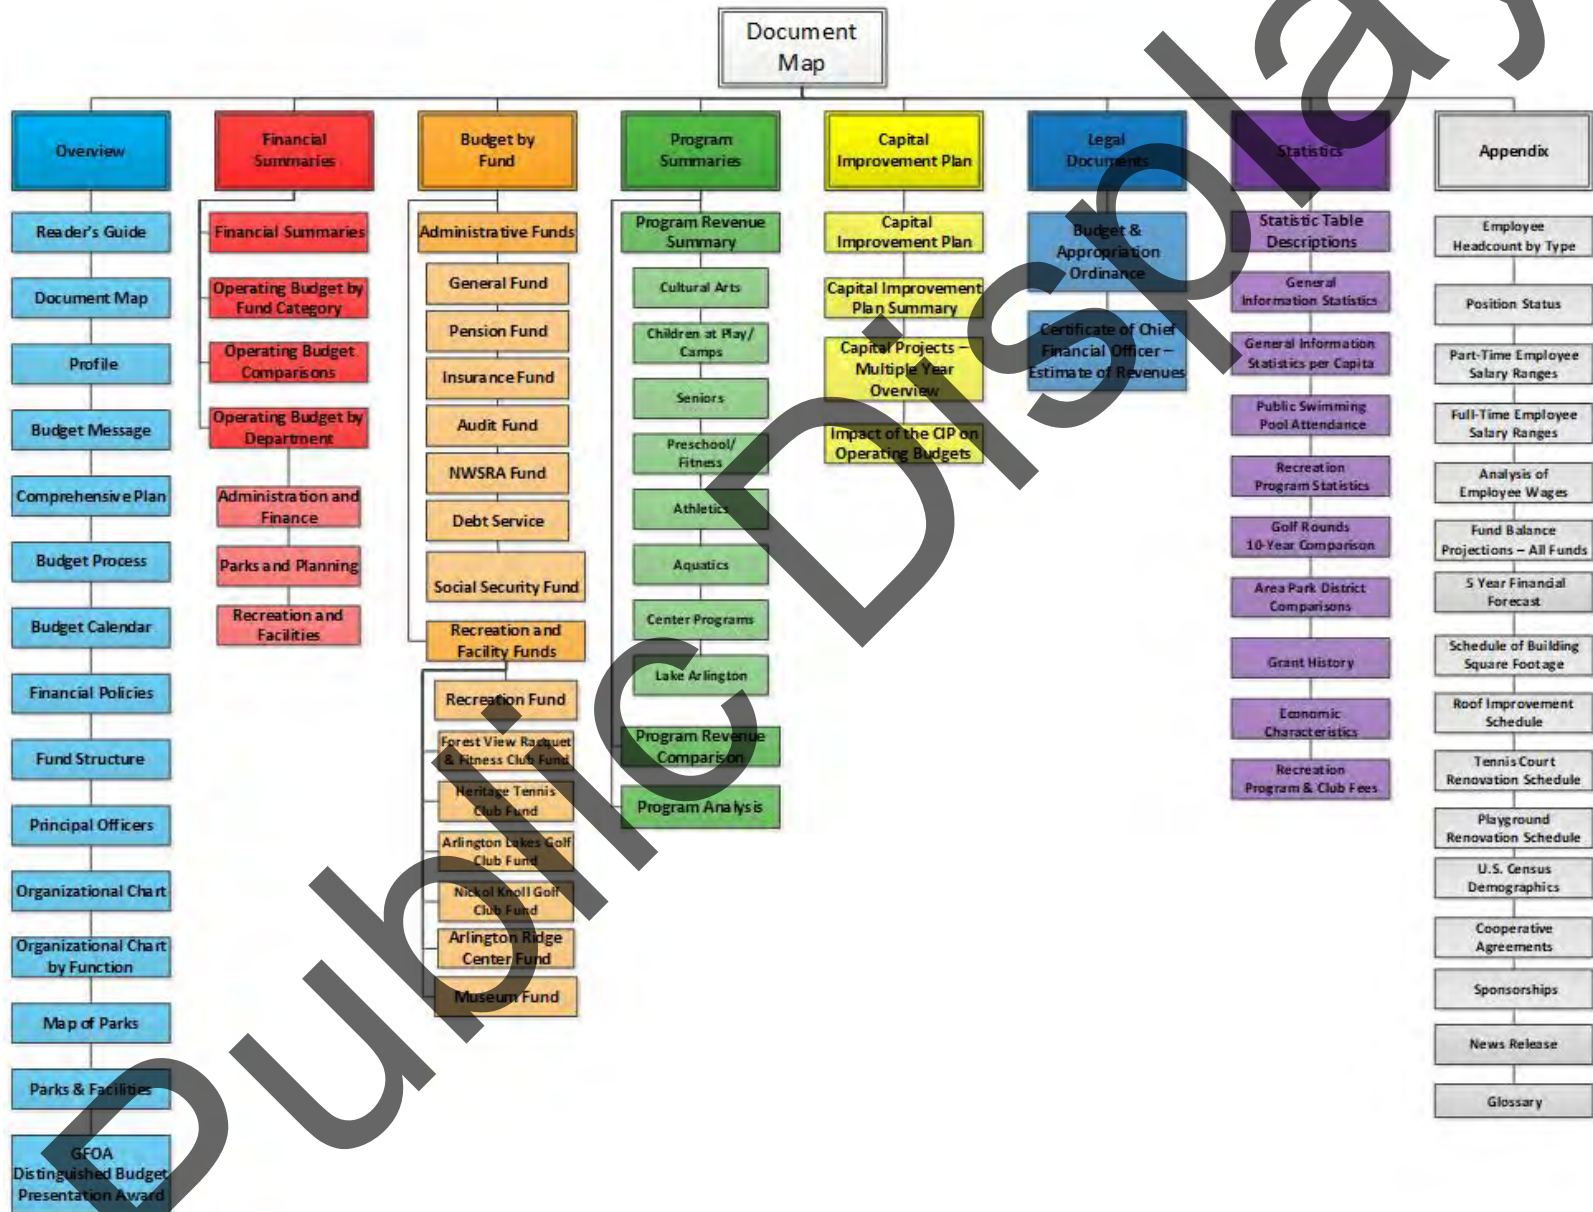 Document
Map
Overview
Reader's Guide
Document Map
Profile
Budget Message
Comprehensive Plan
Budget Process
Budget Calendar
Financial Policies
Fund Structure
Principal Officers
Organizational Chart
Organizational Chart
by Function
Map of Parks
Parks & Facilities
GFOA
Distinguished Budget
Presentation Award
Financial
Summaries
Financial Summaries
Operating Budget by
Fund Category
Operating Budget
Comparisons
Operating Budget by
Department
Administration and
Finance
Parks and Planning
Recreation and
Facilities
Budget by
Fund
Administrative Funds
General Fund
Pension Fund
Insurance Fund
Audit Fund
NWSRA Fund
Debt Service
Social Security Fund
Recreation and
Facility Funds
Recreation Fund
Forest View Racquet
& Fitness Club Fund
Heritage Tennis
Club Fund
Arlington Lakes Golf
Club Fund
Nickol Knoll Golf
Club Fund
Arlington Ridge
Center Fund
Museum Fund
Program
Summaries
Program Revenue
Summary
Cultural Arts
Children at Play/
Camps
Seniors
Preschool/
Fitness
Athletics
Aquatics
Center Programs
Lake Arlington
Program Revenue
Comparison
Program Analysis
Capital
Improvement Plan
Capital
Improvement Plan
Capital Improvement
Plan Summary
Capital Projects –
Multiple Year
Overview
Impact of the CIP on
Operating Budgets
Legal
Documents
Budget &
Appropriation
Ordinance
Certificate of Chief
Financial Officer –
Estimate of Revenues
Statistics
Statistic Table
Descriptions
General
Information Statistics
General Information
Statistics per Capita
Public Swimming
Pool Attendance
Recreation
Program Statistics
Golf Rounds
10-Year Comparison
Area Park District
Comparisons
Grant History
Economic
Characteristics
Recreation
Program & Club Fees
Appendix
Employee
Headcount by Type
Position Status
Part-Time Employee
Salary Ranges
Full-Time Employee
Salary Ranges
Analysis of
Employee Wages
Fund Balance
Projections – All Funds
5 Year Financial
Forecast
Schedule of Building
Square Footage
Roof Improvement
Schedule
Tennis Court
Renovation Schedule
Playground
Renovation Schedule
U.S. Census
Demographics
Cooperative
Agreements
Sponsorships
News Release
Glossary
Public Display